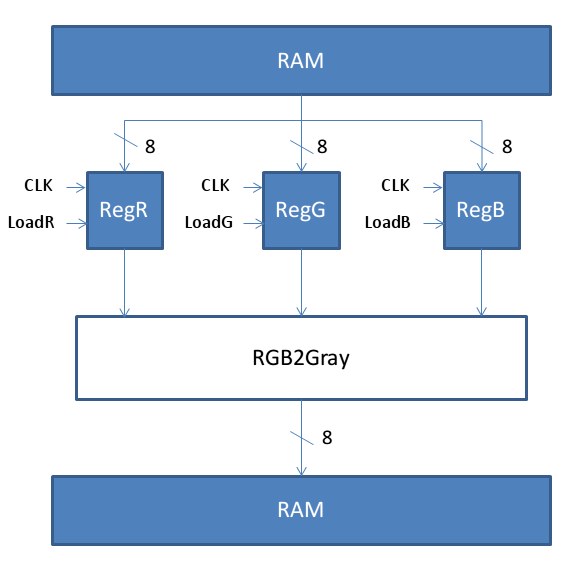 RAM
8
8
8
CLK
CLK
CLK
RegR
RegG
RegB
LoadR
LoadG
LoadB
RGB2Gray
8
RAM